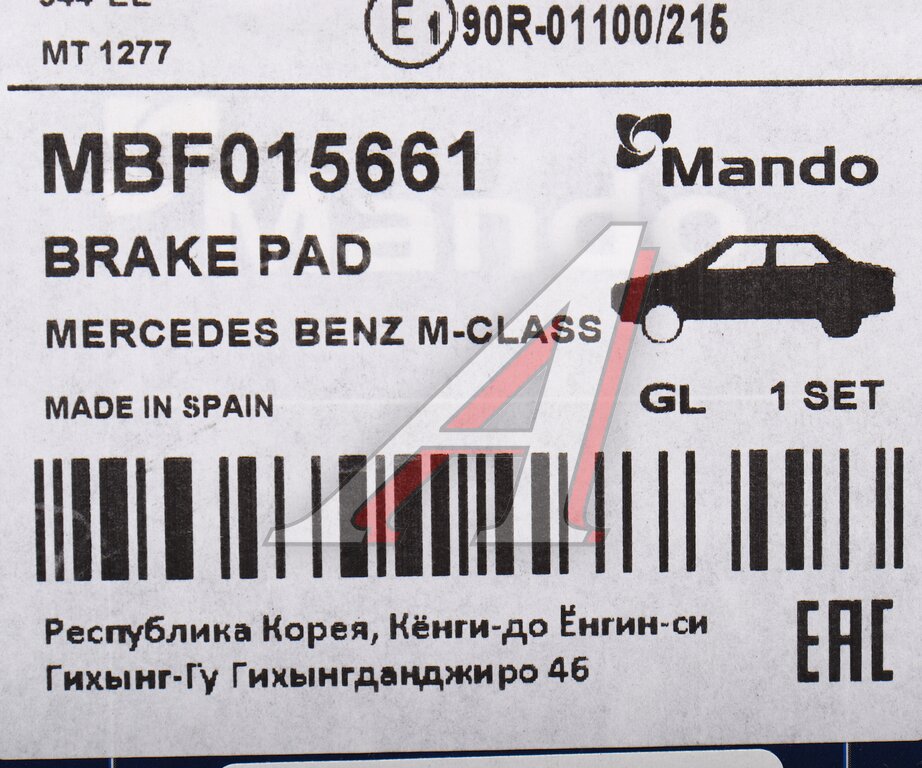 MT 1277
E1 90R-01100/215
MBF015661
Mando
BRAKE PAD
MERCEDES BENZ M-CLASS
MADE IN SPAIN
GL 1 SET
Республика Корея, Кёнги-до Ёнгин-си
Гихынг-Гу Гихынгданджиро 46
EAC